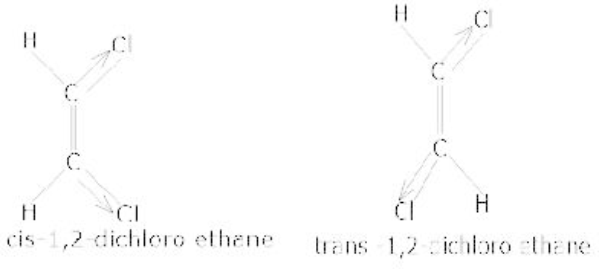 H Cl
C
C
H Cl
cis-1,2-dichloro ethane
H Cl
C
C
Cl H
trans -1,2-dichloro ethane